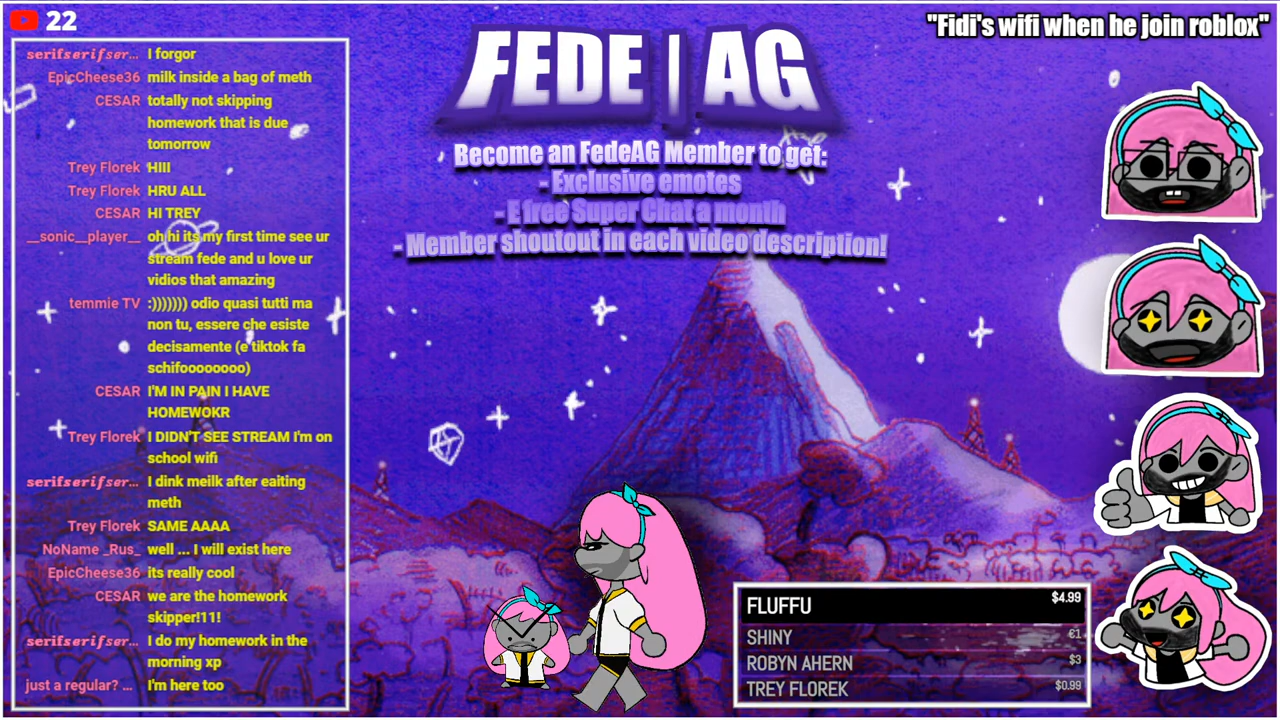 22
serifserifser... I forgor
EpicCheese36 milk inside a bag of meth
CESAR totally not skipping
homework that is due
tomorrow
Trey Florek HIII
Trey Florek HRU ALL
CESAR HI TREY
__sonic__player__ oh hi its my first time see ur
stream fede and u love ur
vidios that amazing
temmie TV :))))))) odio quasi tutti ma
non tu, essere che esiste
decisamente (e tiktok fa
schifoooooooo)
CESAR I'M IN PAIN I HAVE
HOMEWOKR
Trey Florek I DIDN'T SEE STREAM I'm on
school wifi
serifserifser... I dink meilk after eaiting
meth
Trey Florek SAME AAAA
NoName _Rus_ well ... I will exist here
EpicCheese36 its really cool
CESAR we are the homework
skipper!11!
serifserifser... I do my homework in the
morning xp
just a regular? ... I'm here too
FEDE | AG
Become an FedeAG Member to get:
- Exclusive emotes
- E free Super Chat a month
- Member shoutout in each video description!
"Fidi's wifi when he join roblox"
FLUFFU $4.99
SHINY €1
ROBYN AHERN $3
TREY FLOREK $0.99